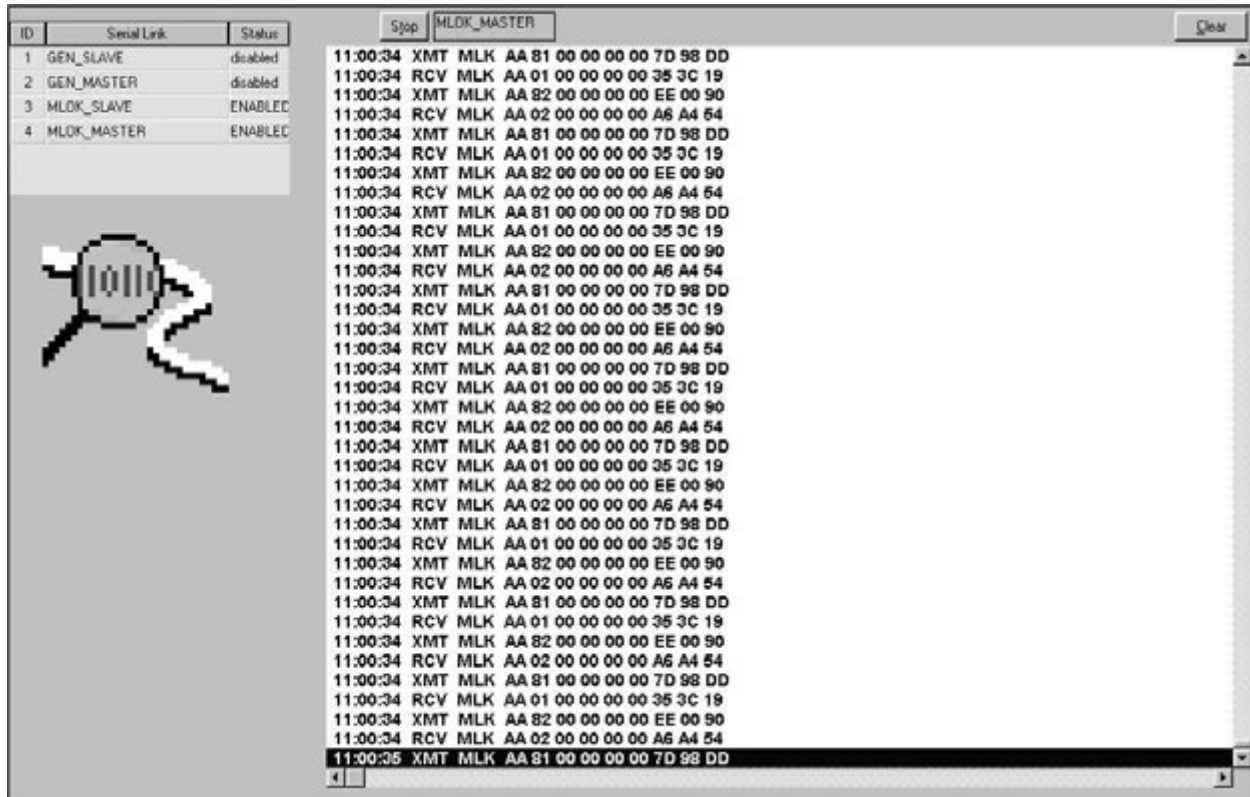 ID Serial Link Status
1 GEN_SLAVE disabled
2 GEN_MASTER disabled
3 MLOK_SLAVE ENABLED
4 MLOK_MASTER ENABLED
Stop MLOK_MASTER Clear
11:00:34 XMT MLK AA 81 00 00 00 00 7D 98 DD
11:00:34 RCV MLK AA 01 00 00 00 00 35 3C 19
11:00:34 XMT MLK AA 82 00 00 00 00 EE 00 90
11:00:34 RCV MLK AA 02 00 00 00 00 A6 A4 54
11:00:34 XMT MLK AA 81 00 00 00 00 7D 98 DD
11:00:34 RCV MLK AA 01 00 00 00 00 35 3C 19
11:00:34 XMT MLK AA 82 00 00 00 00 EE 00 90
11:00:34 RCV MLK AA 02 00 00 00 00 A6 A4 54
11:00:34 XMT MLK AA 81 00 00 00 00 7D 98 DD
11:00:34 RCV MLK AA 01 00 00 00 00 35 3C 19
11:00:34 XMT MLK AA 82 00 00 00 00 EE 00 90
11:00:34 RCV MLK AA 02 00 00 00 00 A6 A4 54
11:00:34 XMT MLK AA 81 00 00 00 00 7D 98 DD
11:00:34 RCV MLK AA 01 00 00 00 00 35 3C 19
11:00:34 XMT MLK AA 82 00 00 00 00 EE 00 90
11:00:34 RCV MLK AA 02 00 00 00 00 A6 A4 54
11:00:34 XMT MLK AA 81 00 00 00 00 7D 98 DD
11:00:34 RCV MLK AA 01 00 00 00 00 35 3C 19
11:00:34 XMT MLK AA 82 00 00 00 00 EE 00 90
11:00:34 RCV MLK AA 02 00 00 00 00 A6 A4 54
11:00:34 XMT MLK AA 81 00 00 00 00 7D 98 DD
11:00:34 RCV MLK AA 01 00 00 00 00 35 3C 19
11:00:34 XMT MLK AA 82 00 00 00 00 EE 00 90
11:00:34 RCV MLK AA 02 00 00 00 00 A6 A4 54
11:00:34 XMT MLK AA 81 00 00 00 00 7D 98 DD
11:00:34 RCV MLK AA 01 00 00 00 00 35 3C 19
11:00:34 XMT MLK AA 82 00 00 00 00 EE 00 90
11:00:34 RCV MLK AA 02 00 00 00 00 A6 A4 54
11:00:34 XMT MLK AA 81 00 00 00 00 7D 98 DD
11:00:34 RCV MLK AA 01 00 00 00 00 35 3C 19
11:00:34 XMT MLK AA 82 00 00 00 00 EE 00 90
11:00:34 RCV MLK AA 02 00 00 00 00 A6 A4 54
11:00:34 XMT MLK AA 81 00 00 00 00 7D 98 DD
11:00:34 RCV MLK AA 01 00 00 00 00 35 3C 19
11:00:34 XMT MLK AA 82 00 00 00 00 EE 00 90
11:00:34 RCV MLK AA 02 00 00 00 00 A6 A4 54
11:00:35 XMT MLK AA 81 00 00 00 00 7D 98 DD